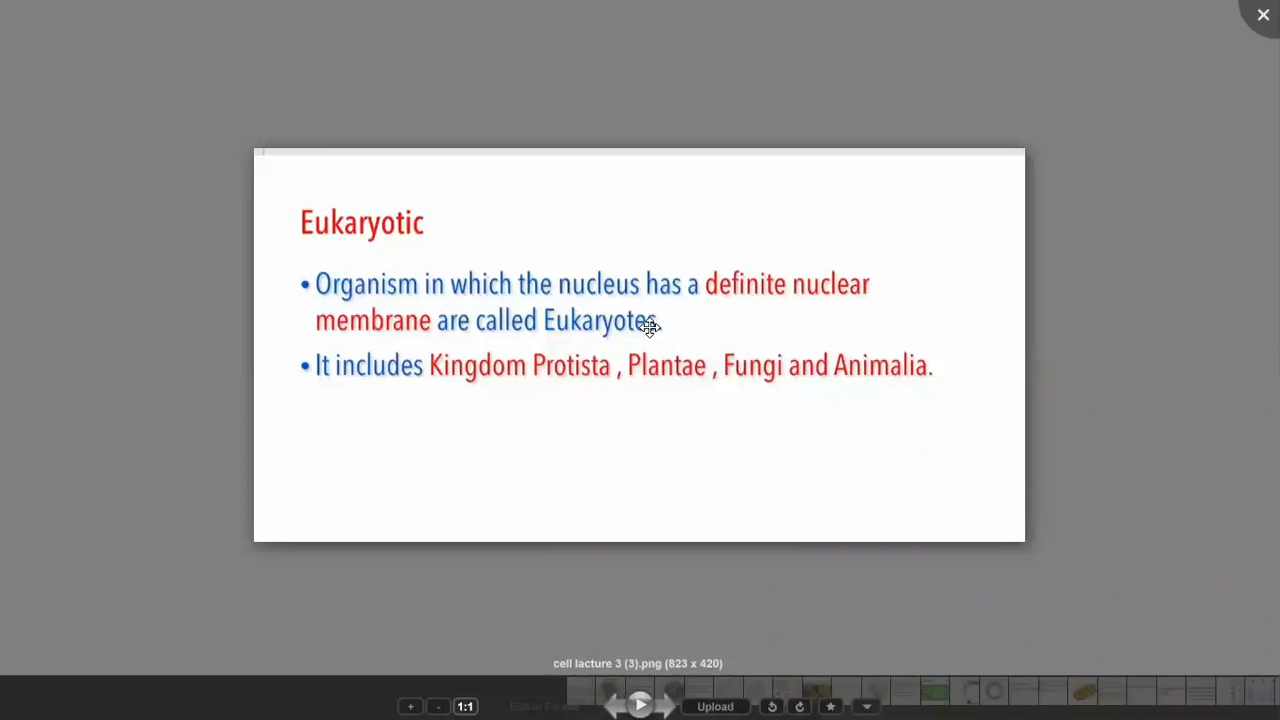 Eukaryotic
• Organism in which the nucleus has a definite nuclear
membrane are called Eukaryotes
• It includes Kingdom Protista , Plantae , Fungi and Animalia.
cell lacture 3 (3).png (823 x 420)
+ - 1:1 Upload